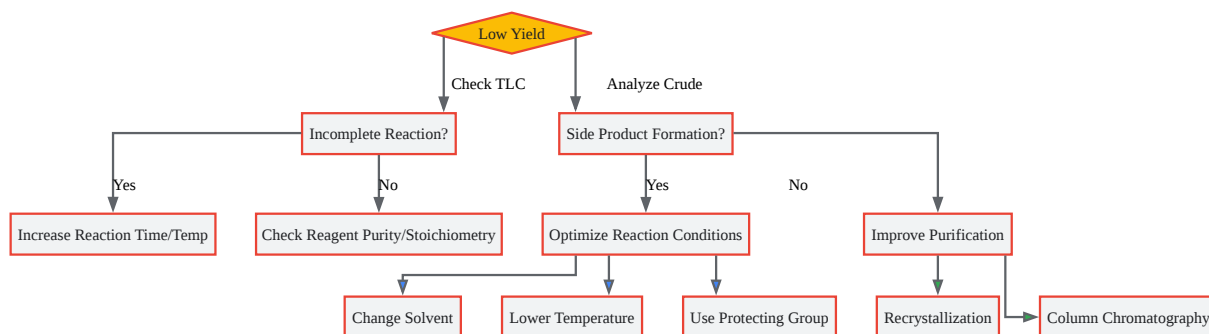 Low Yield
Check TLC
Analyze Crude
Incomplete Reaction?
Side Product Formation?
Yes
No
Yes
No
Increase Reaction Time/Temp
Check Reagent Purity/Stoichiometry
Optimize Reaction Conditions
Improve Purification
Change Solvent
Lower Temperature
Use Protecting Group
Recrystallization
Column Chromatography